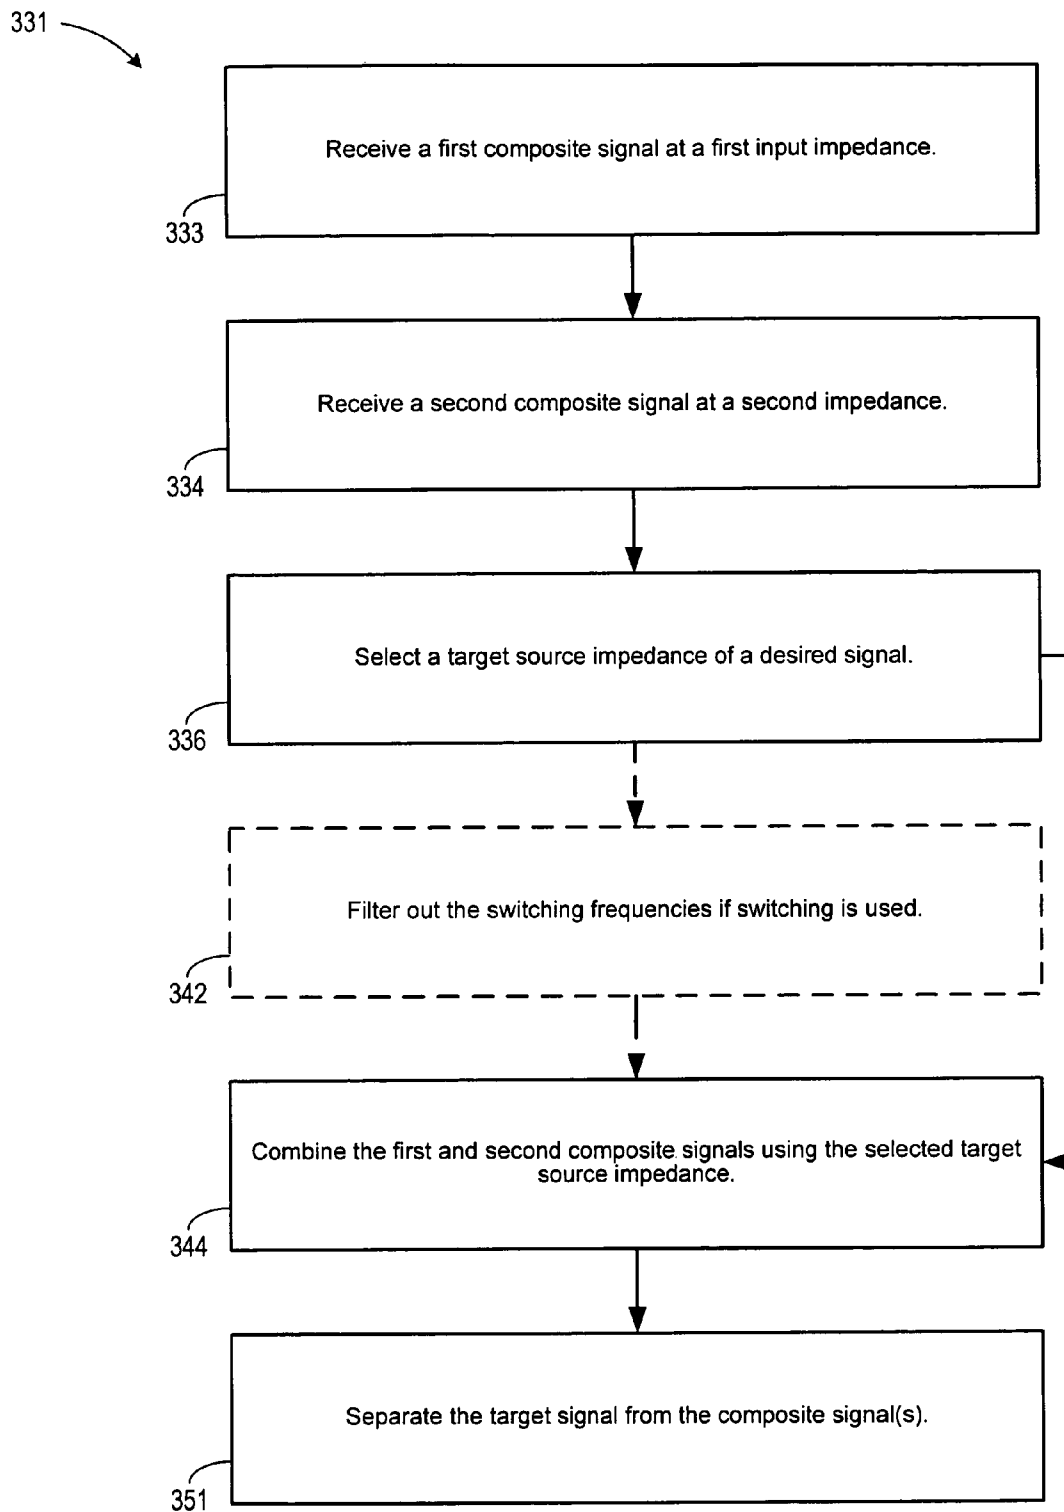 331
Receive a first composite signal at a first input impedance.
333
Receive a second composite signal at a second impedance.
334
Select a target source impedance of a desired signal.
336
Filter out the switching frequencies if switching is used.
342
Combine the first and second composite signals using the selected target
source impedance.
344
Separate the target signal from the composite signal(s).
351